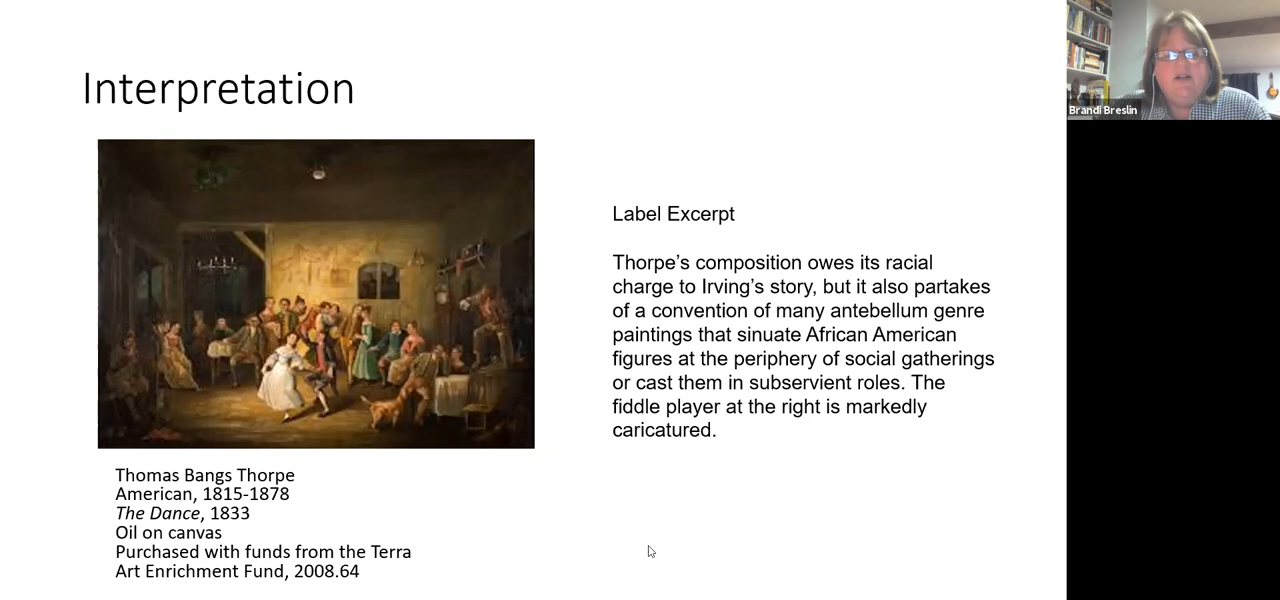 Interpretation
Label Excerpt
Thorpe's composition owes its racial
charge to Irving's story, but it also partakes
of a convention of many antebellum genre
paintings that sinuate African American
figures at the periphery of social gatherings
or cast them in subservient roles. The
fiddle player at the right is markedly
caricatured.
Thomas Bangs Thorpe
American, 1815-1878
The Dance, 1833
Oil on canvas
Purchased with funds from the Terra
Art Enrichment Fund, 2008.64
Brandi Breslin